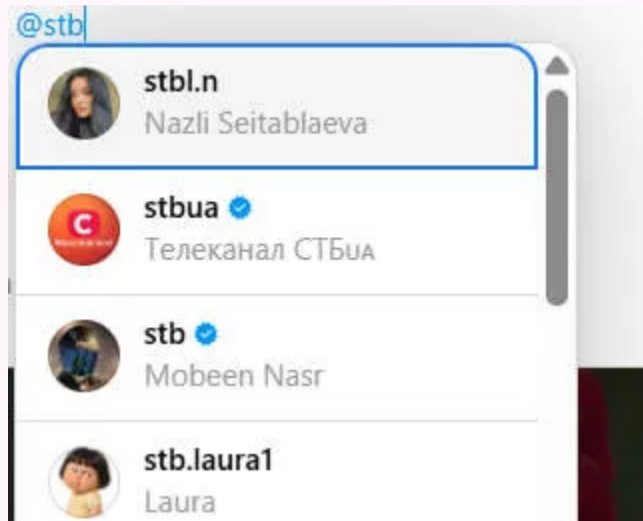 @stb
stbl.n
Nazli Seitablaeva
stbua
Телеканал СТБUA
stb
Mobeen Nasr
stb.laura1
Laura